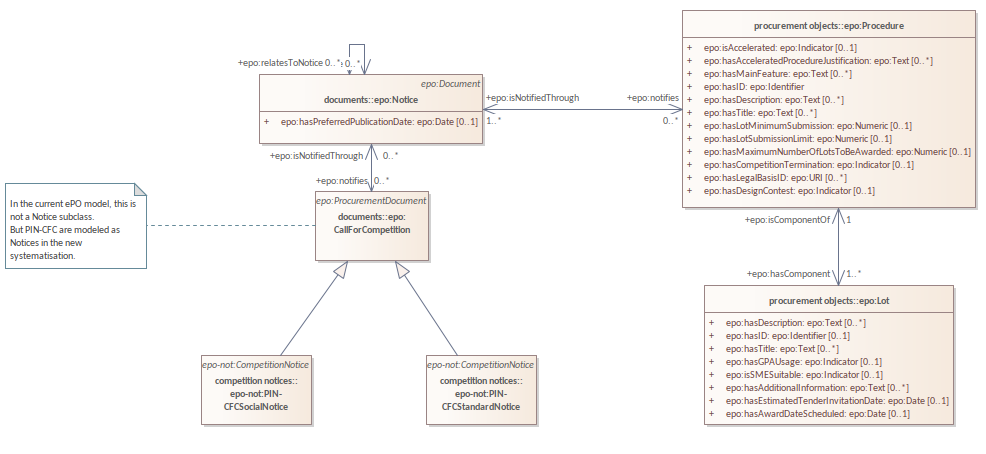 procurement objects::epo:Procedure
+ epo:isAccelerated: epo:Indicator [0..1]
+ epo:hasAcceleratedProcedureJustification: epo:Text [0..*]
+ epo:hasMainFeature: epo:Text [0..*]
+ epo:hasID: epo:Identifier
+ epo:hasDescription: epo:Text [0..*]
+ epo:hasTitle: epo:Text [0..*]
+ epo:hasLotMinimumSubmission: epo:Numeric [0..1]
+ epo:hasLotSubmissionLimit: epo:Numeric [0..1]
+ epo:hasMaximumNumberOfLotsToBeAwarded: epo:Numeric [0..1]
+ epo:hasCompetitionTermination: epo:Indicator [0..1]
+ epo:hasLegalBasisID: epo:URI [0..*]
+ epo:hasDesignContest: epo:Indicator [0..1]
+epo:relatesToNotice 0..*
0..*
epo:Document
documents::epo:Notice
+ epo:hasPreferredPublicationDate: epo:Date [0..1]
+epo:isNotifiedThrough
1..*
+epo:notifies
0..*
+epo:isNotifiedThrough 0..*
+epo:notifies 0..*
epo:ProcurementDocument
documents::epo:
CallForCompetition
In the current ePO model, this is
not a Notice subclass.
But PIN-CFC are modeled as
Notices in the new
systematisation.
+epo:isComponentOf 1
+epo:hasComponent 1..*
procurement objects::epo:Lot
+ epo:hasDescription: epo:Text [0..*]
+ epo:hasID: epo:Identifier [0..1]
+ epo:hasTitle: epo:Text [0..*]
+ epo:hasGPAUsage: epo:Indicator [0..1]
+ epo:isSMESuitable: epo:Indicator [0..1]
+ epo:hasAdditionalInformation: epo:Text [0..*]
+ epo:hasEstimatedTenderInvitationDate: epo:Date [0..1]
+ epo:hasAwardDateScheduled: epo:Date [0..1]
epo-not:CompetitionNotice
competition notices::
epo-not:PIN-
CFCSocialNotice
epo-not:CompetitionNotice
competition notices::
epo-not:PIN-
CFCStandardNotice